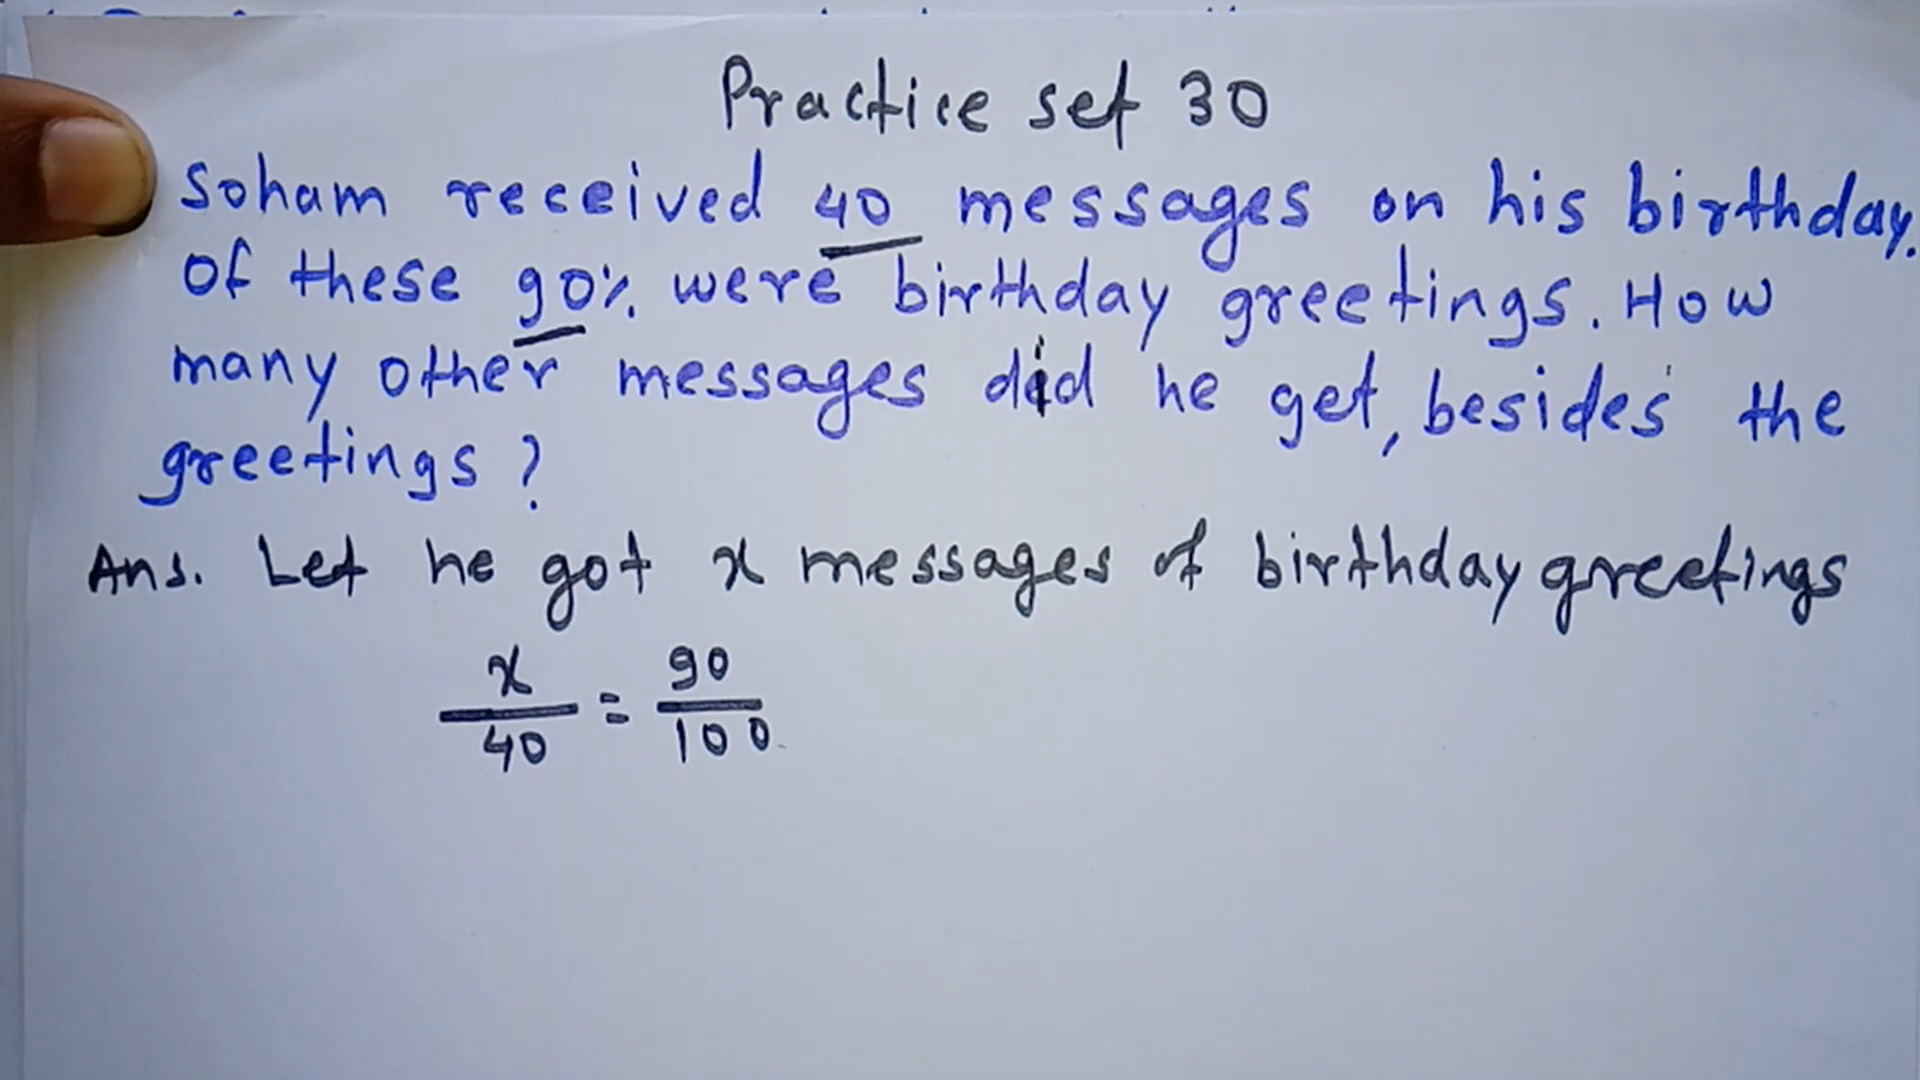 Practice set 30
Soham received 40 messages on his birthday.
Of these 90% were birthday greetings. How
many other messages did he get, besides the
greetings?
Ans. Let he got x messages of birthday greetings
x/40 = 90/100